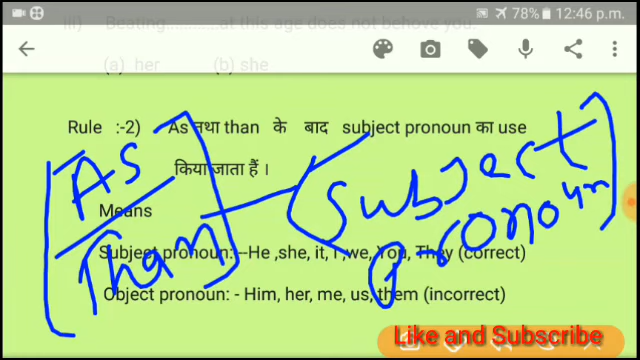 78% 12:46 p.m.
iii) Beating.............at this age does not behove you.
(a) her (b) she
Rule :-2) As तथा than के बाद subject pronoun का use
किया जाता हैं ।
Means
Subject pronoun: --He ,she, it, I ,we, You, They (correct)
Object pronoun: - Him, her, me, us, them (incorrect)
As
Than
Subject
Pronoun
Like and Subscribe